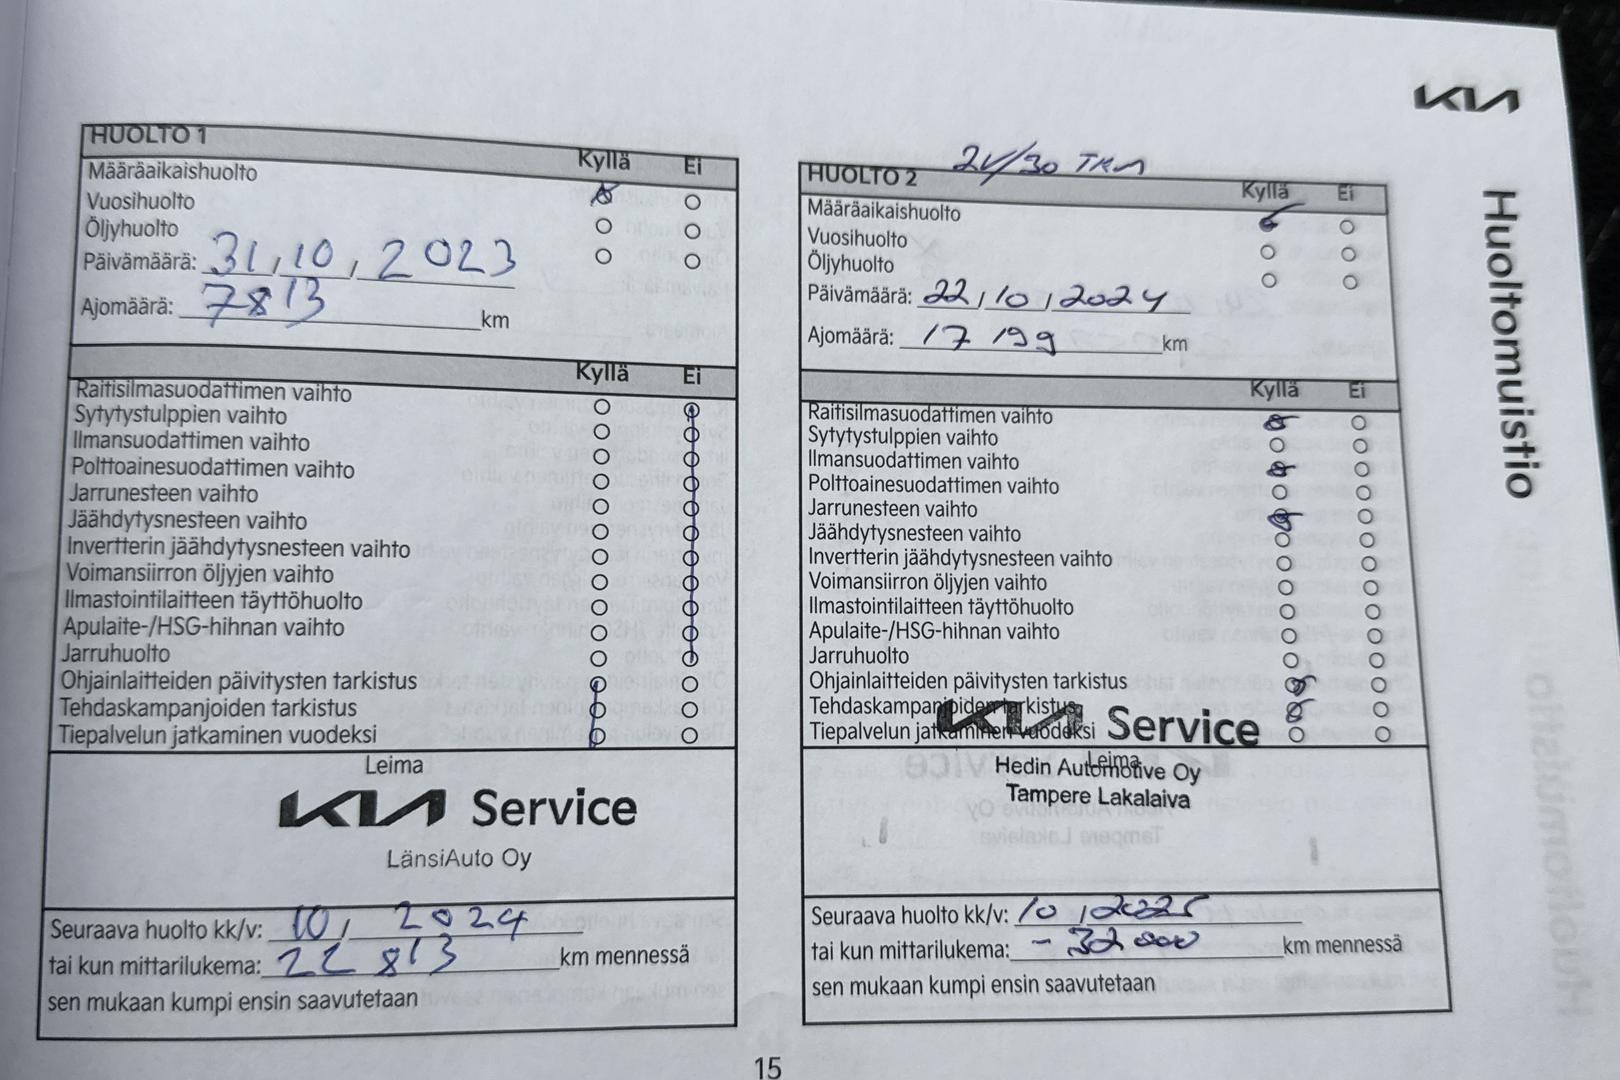 KIA
Huoltomuistio
HUOLTO 1
Kyllä Ei
Määräaikaishuolto
Vuosihuolto
Öljyhuolto
Päivämäärä: 31, 10, 2023
Ajomäärä: 7813 km
Kyllä Ei
Raitisilmasuodattimen vaihto
Sytytystulppien vaihto
Ilmansuodattimen vaihto
Polttoainesuodattimen vaihto
Jarrunesteen vaihto
Jäähdytysnesteen vaihto
Invertterin jäähdytysnesteen vaihto
Voimansiirron öljyjen vaihto
Ilmastointilaitteen täyttöhuolto
Apulaite-/HSG-hihnan vaihto
Jarruhuolto
Ohjainlaitteiden päivitysten tarkistus
Tehdaskampanjoiden tarkistus
Tiepalvelun jatkaminen vuodeksi
Leima
KIA Service
LänsiAuto Oy
Seuraava huolto kk/v: 10 / 2024
tai kun mittarilukema: 22 813 km mennessä
sen mukaan kumpi ensin saavutetaan
2V/30 TKM
HUOLTO 2
Kyllä Ei
Määräaikaishuolto
Vuosihuolto
Öljyhuolto
Päivämäärä: 22, 10, 2024
Ajomäärä: 17 199 km
Kyllä Ei
Raitisilmasuodattimen vaihto
Sytytystulppien vaihto
Ilmansuodattimen vaihto
Polttoainesuodattimen vaihto
Jarrunesteen vaihto
Jäähdytysnesteen vaihto
Invertterin jäähdytysnesteen vaihto
Voimansiirron öljyjen vaihto
Ilmastointilaitteen täyttöhuolto
Apulaite-/HSG-hihnan vaihto
Jarruhuolto
Ohjainlaitteiden päivitysten tarkistus
Tehdaskampanjoiden tarkistus
Tiepalvelun jatkaminen vuodeksi
KIA Service
Leima
Hedin Automotive Oy
Tampere Lakalaiva
Seuraava huolto kk/v: 10 / 2025
tai kun mittarilukema: - 32 000 km mennessä
sen mukaan kumpi ensin saavutetaan
15